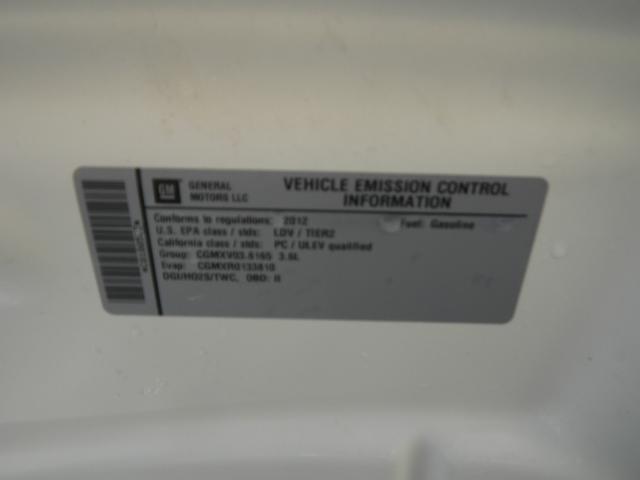 GM
GENERAL MOTORS LLC
VEHICLE EMISSION CONTROL
INFORMATION
Conforms to regulations: 2012
Fuel: Gasoline
U.S. EPA class / stds: LDV / TIER2
California class / stds: PC / ULEV qualified
Group: CGMXV03.6165 3.6L
Evap: CGMXR0133810
DGI/HO2S/TWC, OBD: II